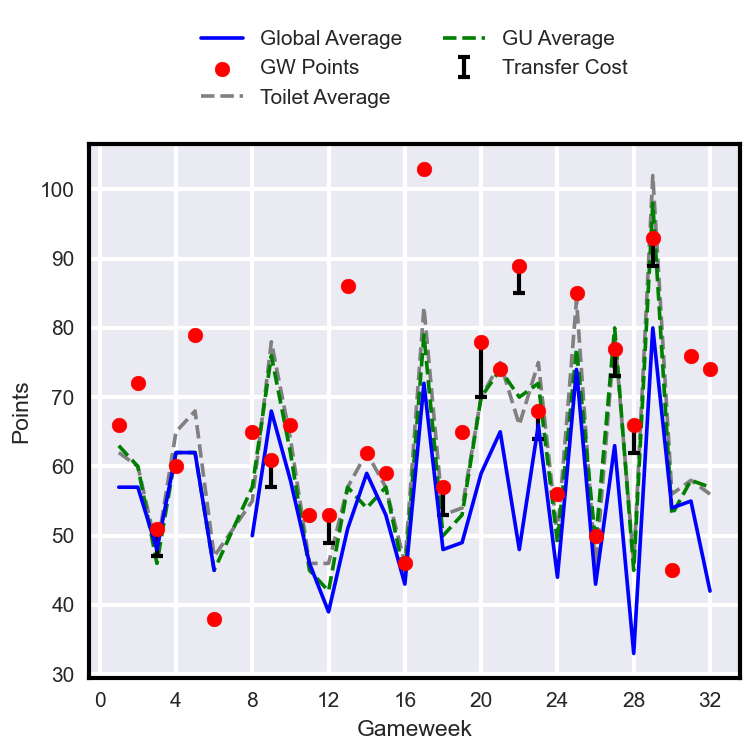 Global Average
GW Points
Toilet Average
GU Average
Transfer Cost
100
90
80
70
60
50
40
30
Points
0 4 8 12 16 20 24 28 32
Gameweek